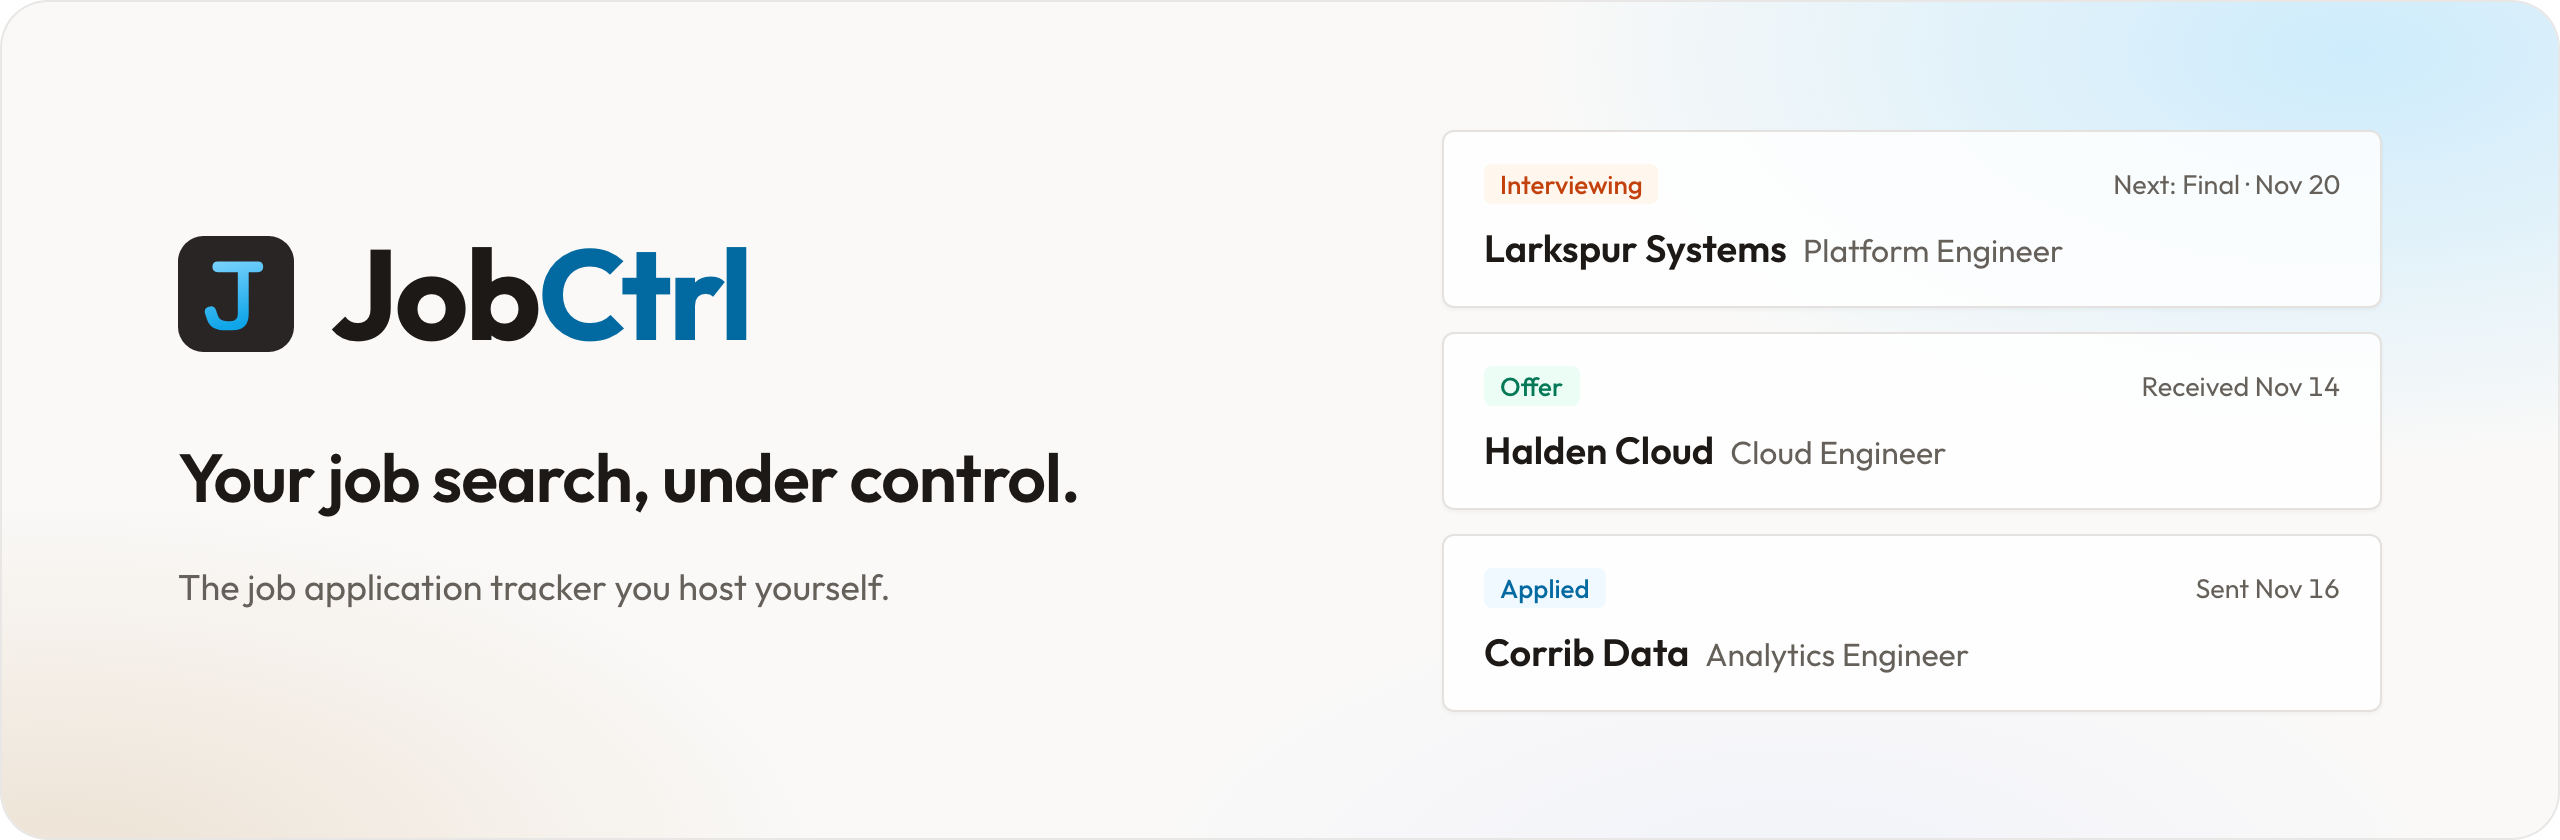 J JobCtrl
Your job search, under control.
The job application tracker you host yourself.
Interviewing Next: Final · Nov 20
Larkspur Systems Platform Engineer
Offer Received Nov 14
Halden Cloud Cloud Engineer
Applied Sent Nov 16
Corrib Data Analytics Engineer